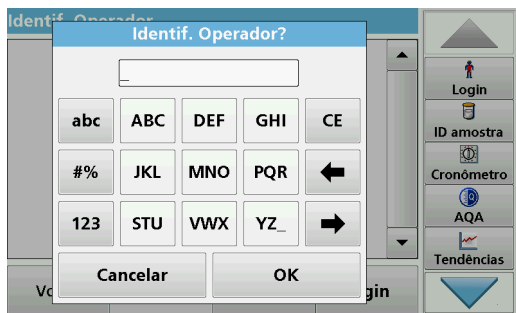 Identif. Operador
Identif. Operador?
_
abc ABC DEF GHI CE
#% JKL MNO PQR
123 STU VWX YZ_
Cancelar OK
Login
ID amostra
Cronômetro
AQA
Tendências